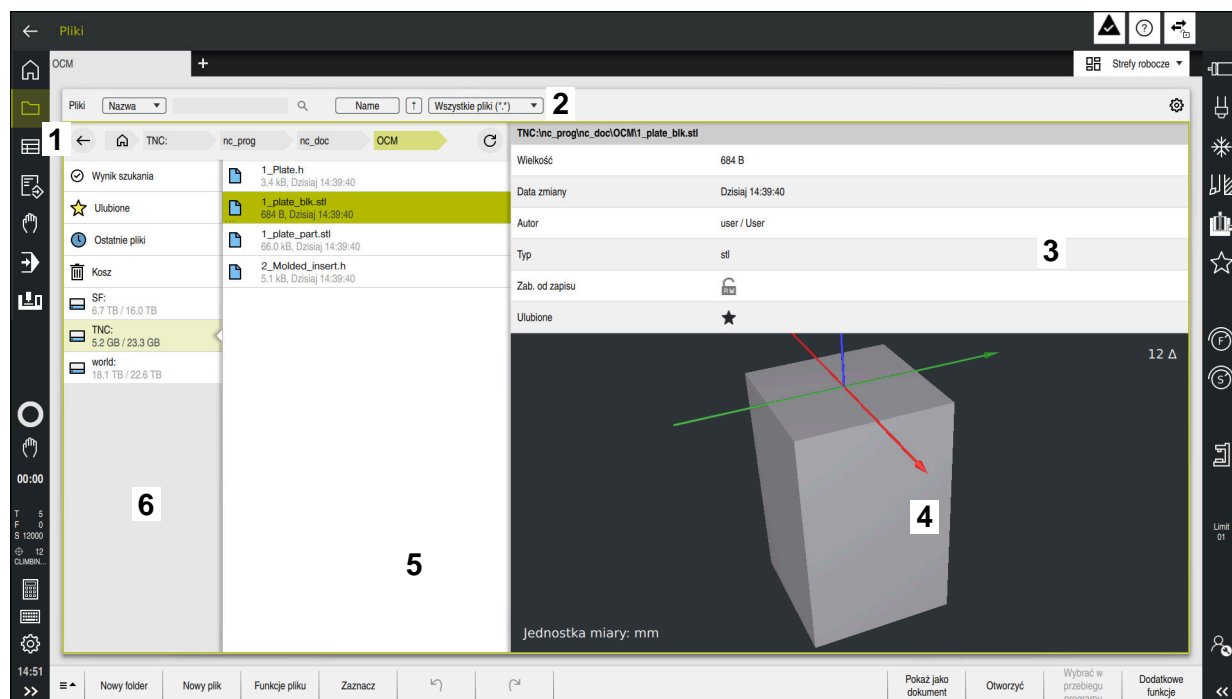 Pliki
OCM
+
Strefy robocze
Pliki
Nazwa
Name
↑
Wszystkie pliki (*.*)
2
1
TNC:
nc_prog
nc_doc
OCM
TNC:\nc_prog\nc_doc\OCM\1_plate_blk.stl
Wynik szukania
Ulubione
Ostatnie pliki
Kosz
SF:
6.7 TB / 16.0 TB
TNC:
5.2 GB / 23.3 GB
world:
18.1 TB / 22.6 TB
6
1_Plate.h
3.4 kB, Dzisiaj 14:39:40
1_plate_blk.stl
684 B, Dzisiaj 14:39:40
1_plate_part.stl
66.0 kB, Dzisiaj 14:39:40
2_Molded_insert.h
5.1 kB, Dzisiaj 14:39:40
5
Wielkość 684 B
Data zmiany Dzisiaj 14:39:40
Autor user / User
Typ stl
3
Zab. od zapisu RW
Ulubione
12 Δ
4
Jednostka miary: mm
00:00
T 5
F 0
S 12000
12
CLIMBIN...
14:51
F
S
Limit
01
Nowy folder
Nowy plik
Funkcje pliku
Zaznacz
Pokaż jako
dokument
Otworzyć
Wybrać w
przebiegu
programu
Dodatkowe
funkcje